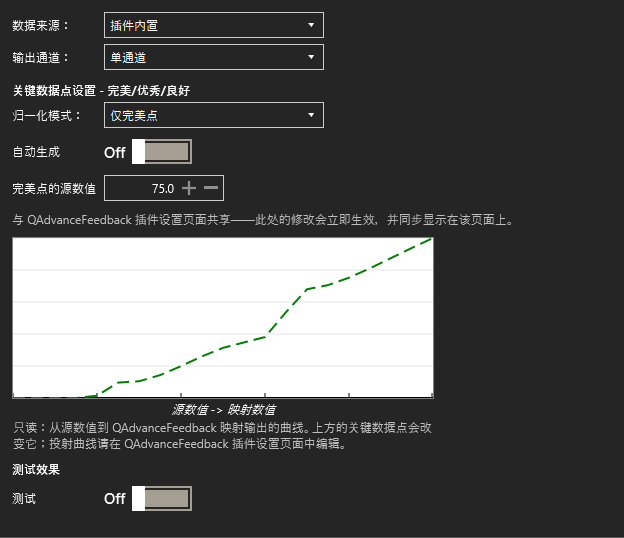 数据来源： 插件内置
输出通道： 单通道
关键数据点设置 - 完美/优秀/良好
归一化模式： 仅完美点
自动生成 Off
完美点的源数值 75.0
与 QAdvanceFeedback 插件设置页面共享——此处的修改会立即生效，并同步显示在该页面上。
源数值 -> 映射数值
只读：从源数值到 QAdvanceFeedback 映射输出的曲线。上方的关键数据点会改
变它；投射曲线请在 QAdvanceFeedback 插件设置页面中编辑。
测试效果
测试 Off